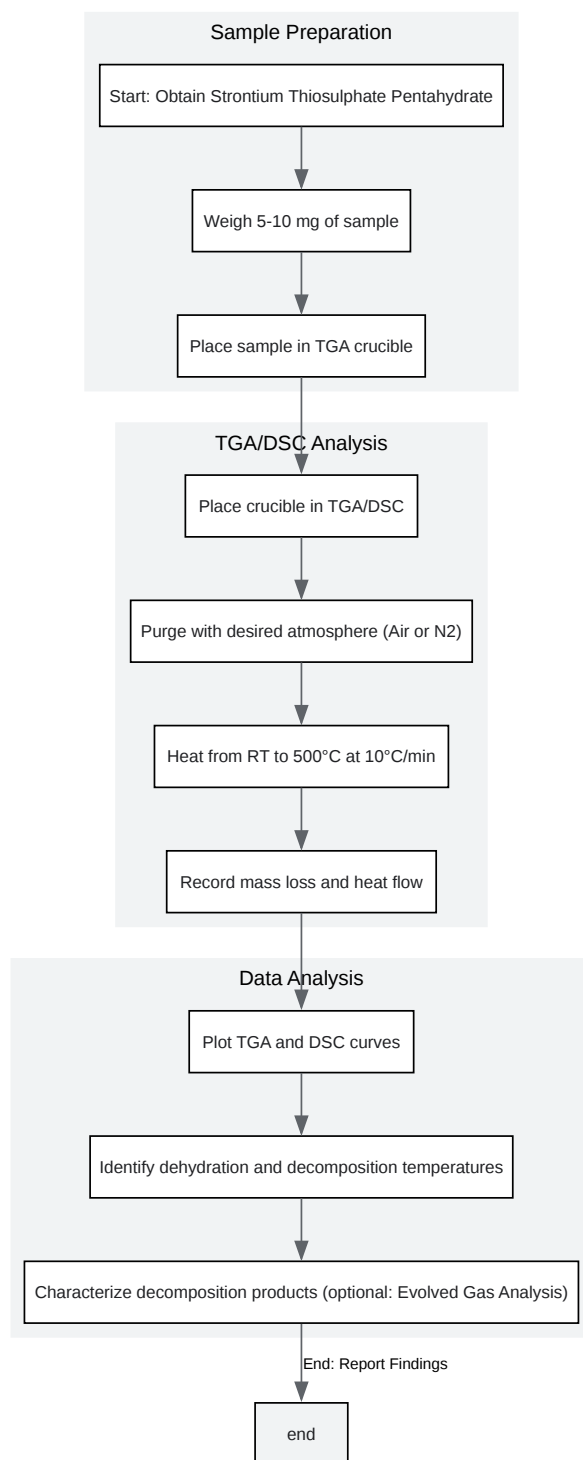 Sample Preparation
Start: Obtain Strontium Thiosulphate Pentahydrate
Weigh 5-10 mg of sample
Place sample in TGA crucible
TGA/DSC Analysis
Place crucible in TGA/DSC
Purge with desired atmosphere (Air or N2)
Heat from RT to 500°C at 10°C/min
Record mass loss and heat flow
Data Analysis
Plot TGA and DSC curves
Identify dehydration and decomposition temperatures
Characterize decomposition products (optional: Evolved Gas Analysis)
End: Report Findings
end